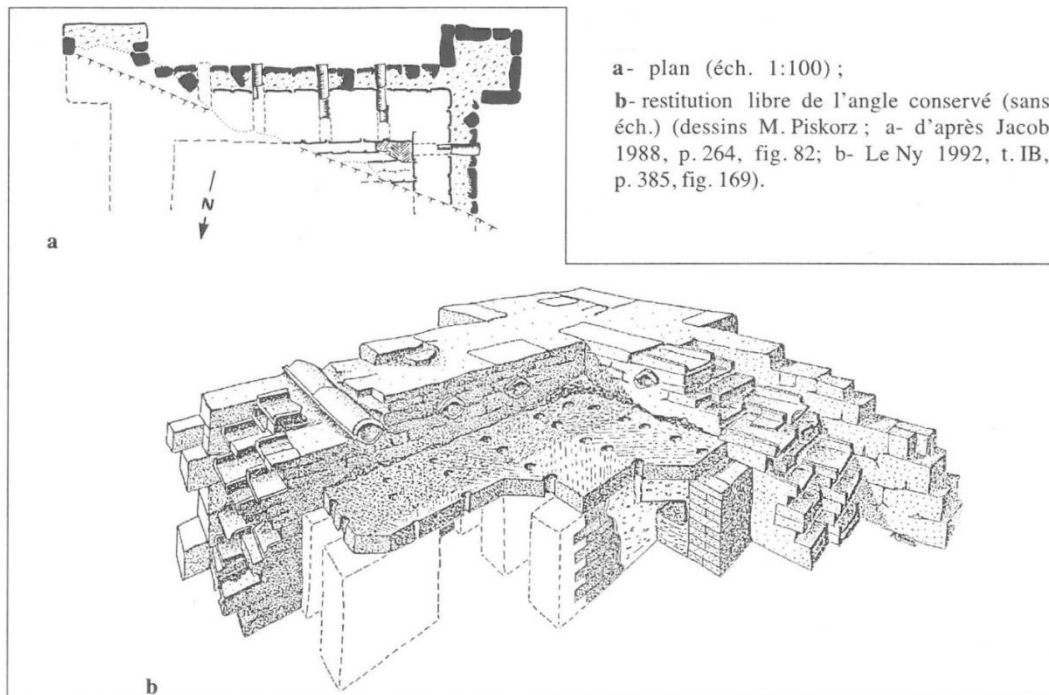 a
N
a- plan (éch. 1:100) ;
b- restitution libre de l'angle conservé (sans
éch.) (dessins M. Piskorz ; a- d'après Jacob
1988, p. 264, fig. 82; b- Le Ny 1992, t. IB,
p. 385, fig. 169).
b